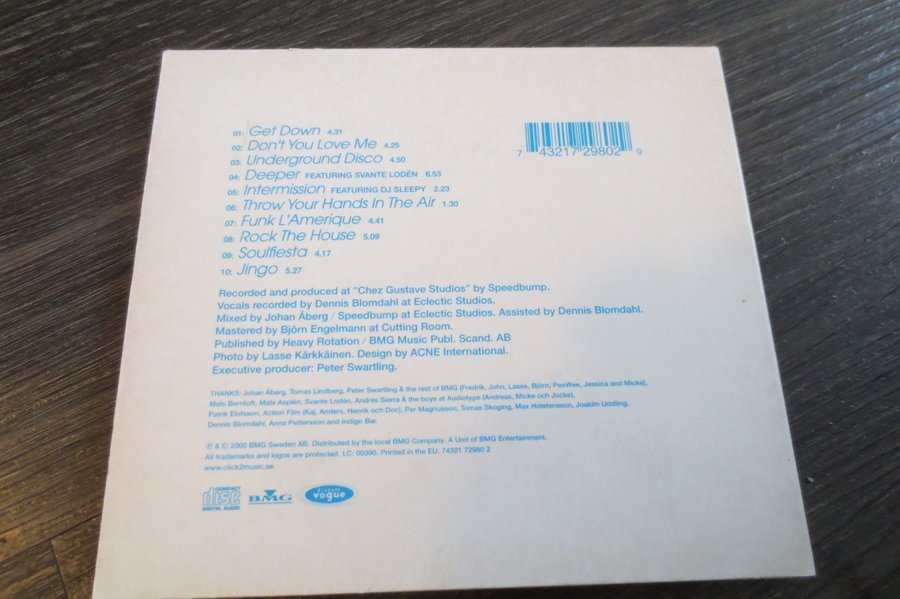 01: Get Down 4.31
02: Don't You Love Me 4.25
03: Underground Disco 4.50
04: Deeper FEATURING SVANTE LODÉN 6.53
05: Intermission FEATURING DJ SLEEPY 2.23
06: Throw Your Hands In The Air 1.30
07: Funk L'Amerique 4.41
08: Rock The House 5.09
09: Soulfiesta 4.17
10: Jingo 5.27
7 43217 29802 9
Recorded and produced at "Chez Gustave Studios" by Speedbump.
Vocals recorded by Dennis Blomdahl at Eclectic Studios.
Mixed by Johan Åberg / Speedbump at Eclectic Studios. Assisted by Dennis Blomdahl.
Mastered by Björn Engelmann at Cutting Room.
Published by Heavy Rotation / BMG Music Publ. Scand. AB
Photo by Lasse Kärkkäinen. Design by ACNE International.
Executive producer: Peter Swartling.
THANKS: Johan Åberg, Tomas Lindberg, Peter Swartling & the rest of BMG (Fredrik, John, Lasse, Björn, PeeWee, Jessica and Micke),
Mats Berntoft, Mats Asplén, Svante Lodén, Andrés Sierra & the boys at Audiotype (Andreas, Micke och Jocke),
Patrik Elofsson, Action Film (Kaj, Anders, Henrik och Doc), Per Magnusson, Tomas Skoging, Max Holstensson, Joakim Uddling,
Dennis Blomdahl, Anna Pettersson and Indigo Bar.
℗ & © 2000 BMG Sweden AB. Distributed by the local BMG Company. A Unit of BMG Entertainment.
All trademarks and logos are protected. LC: 00390. Printed in the EU. 74321 72980 2
www.click2music.se
COMPACT
disc
DIGITAL AUDIO
BMG
vogue